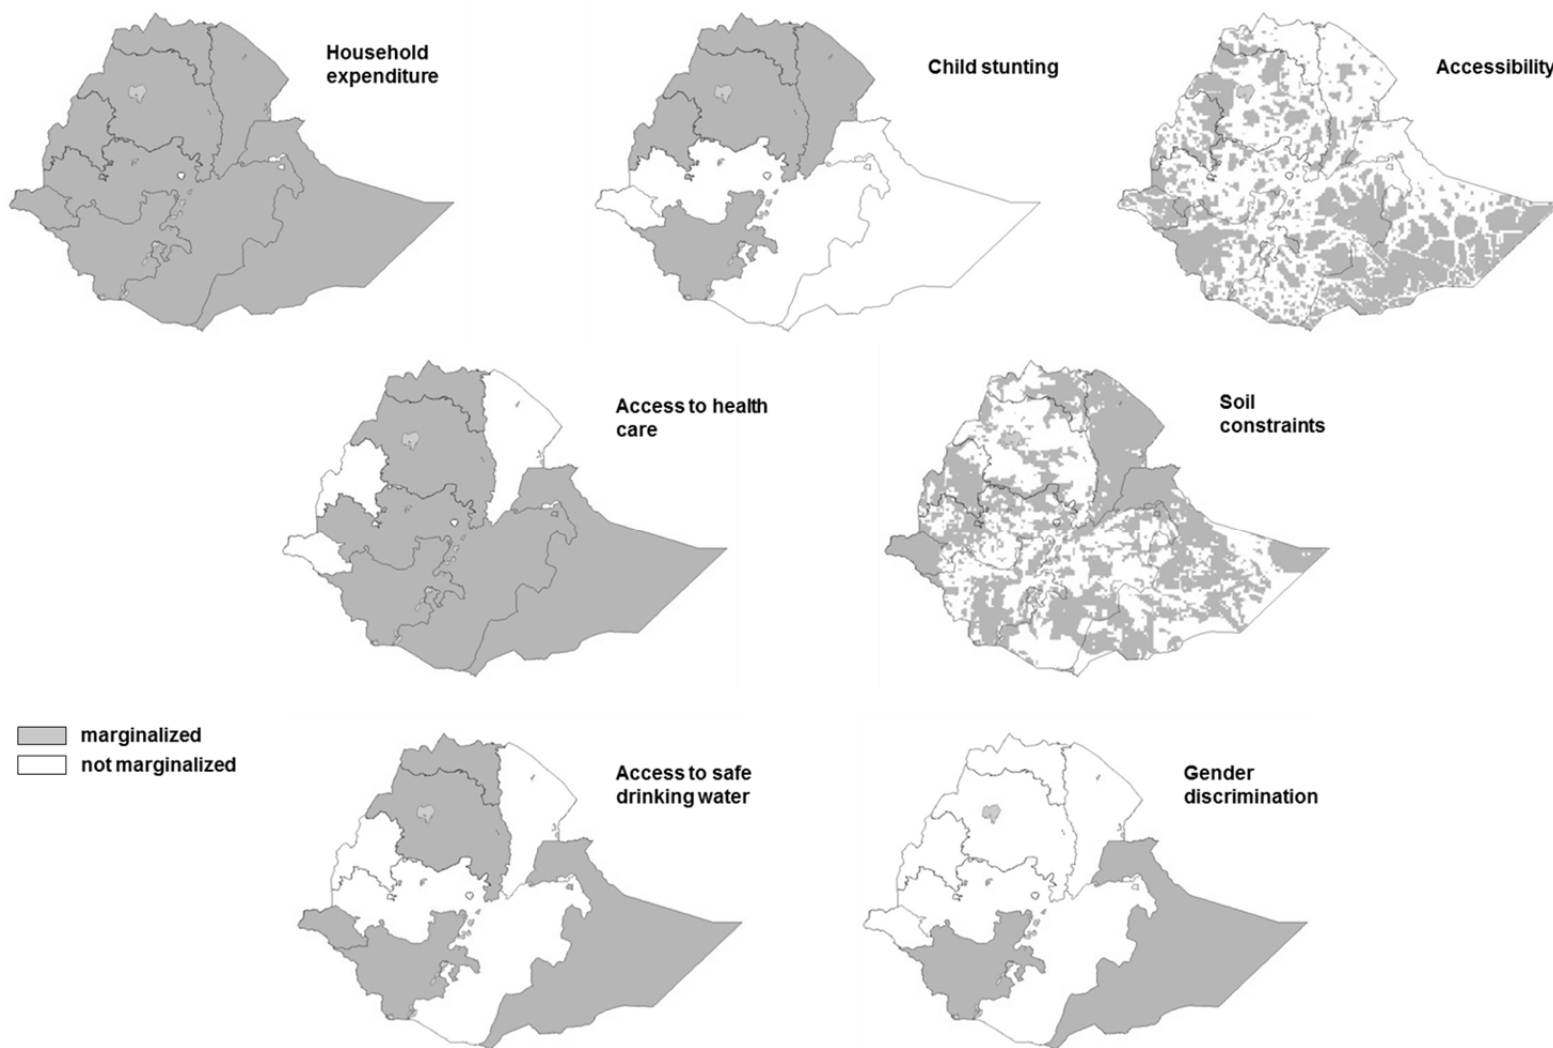 Household
expenditure
Child stunting
Accessibility
Access to health
care
Soil
constraints
marginalized
not marginalized
Access to safe
drinking water
Gender
discrimination